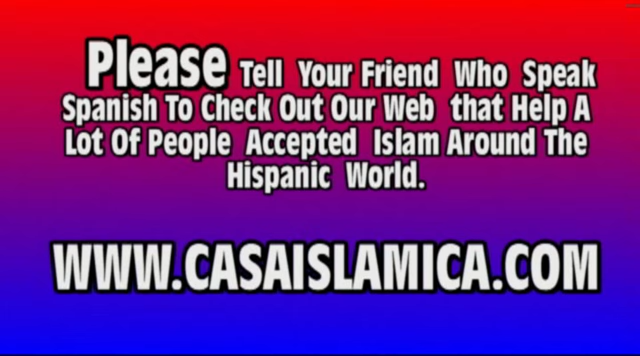 Please Tell Your Friend Who Speak
Spanish To Check Out Our Web that Help A
Lot Of People Accepted Islam Around The
Hispanic World.
WWW.CASAISLAMICA.COM